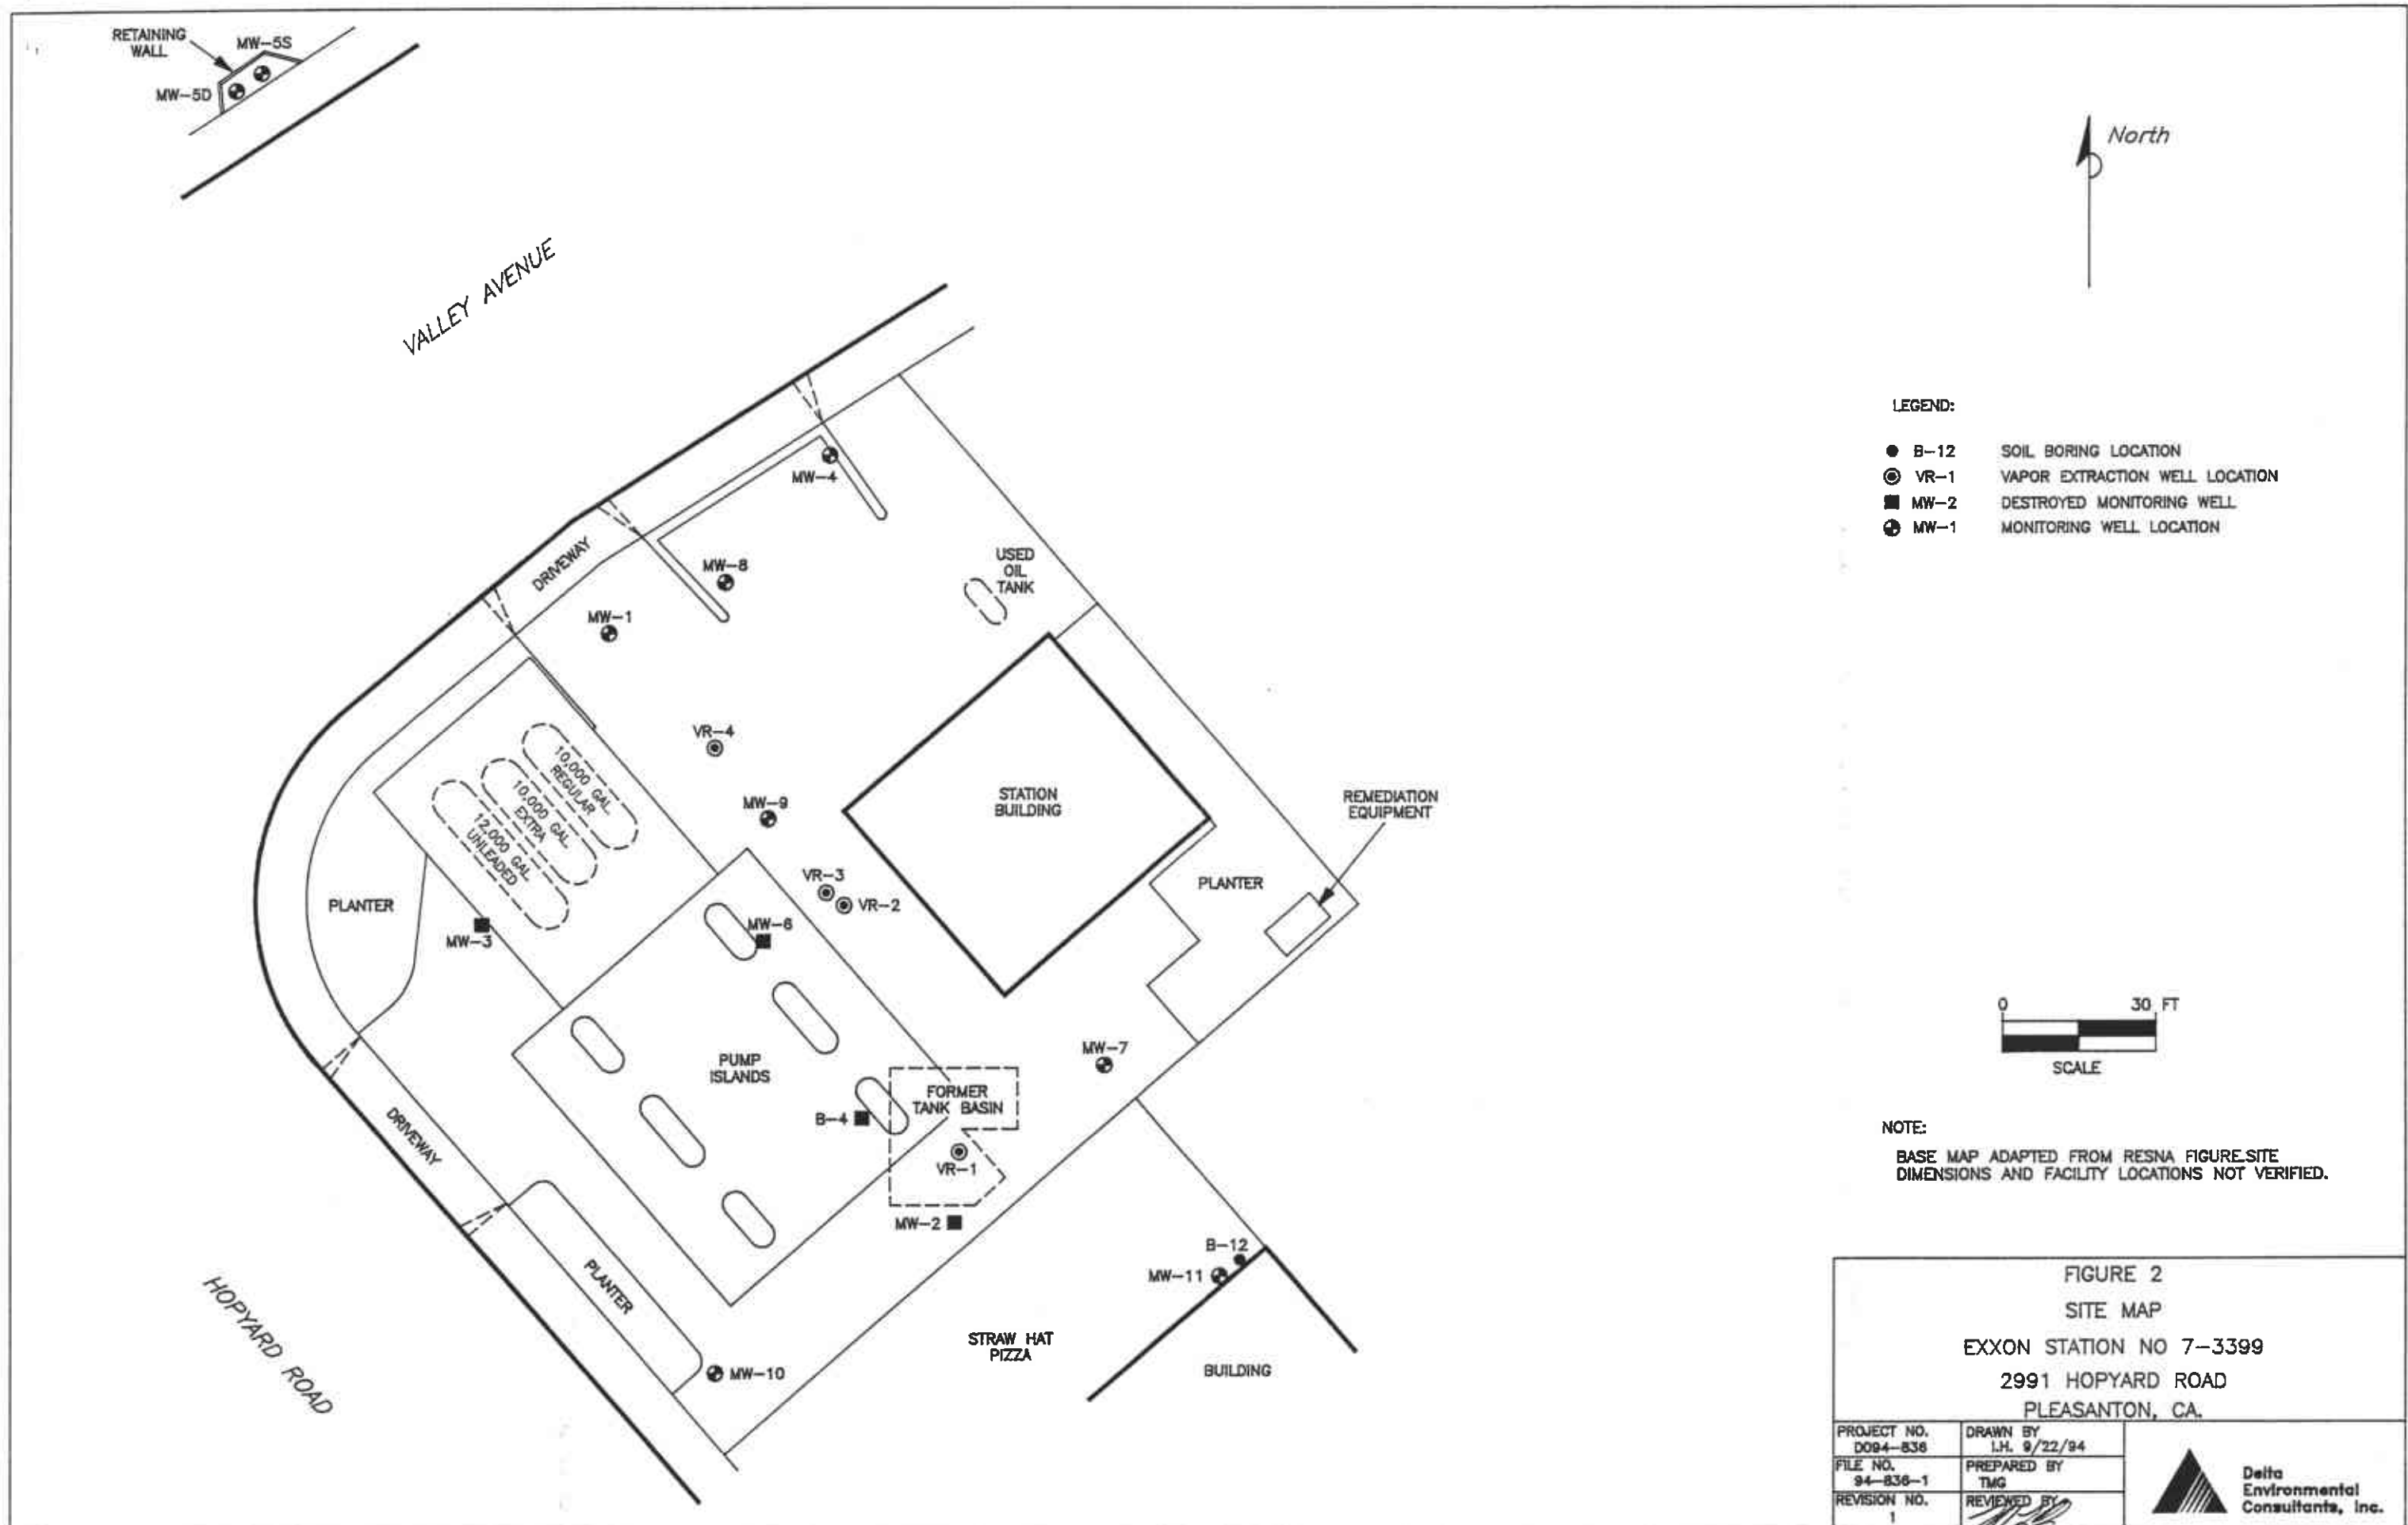 RETAINING
WALL
MW-5S
MW-5D
North
VALLEY AVENUE
LEGEND:
B-12 SOIL BORING LOCATION
VR-1 VAPOR EXTRACTION WELL LOCATION
MW-2 DESTROYED MONITORING WELL
MW-1 MONITORING WELL LOCATION
MW-4
DRIVEWAY
MW-8
USED
OIL
TANK
MW-1
VR-4
10,000 GAL.
REGULAR
10,000 GAL.
EXTRA
12,000 GAL.
UNLEADED
MW-9
STATION
BUILDING
REMEDIATION
EQUIPMENT
PLANTER
VR-3
VR-2
PLANTER
MW-3
MW-6
0 30 FT
SCALE
PUMP
ISLANDS
MW-7
FORMER
TANK BASIN
B-4
DRIVEWAY
VR-1
MW-2
NOTE:
BASE MAP ADAPTED FROM RESNA FIGURE.SITE
DIMENSIONS AND FACILITY LOCATIONS NOT VERIFIED.
B-12
MW-11
PLANTER
HOPYARD ROAD
STRAW HAT
PIZZA
BUILDING
MW-10
FIGURE 2
SITE MAP
EXXON STATION NO 7-3399
2991 HOPYARD ROAD
PLEASANTON, CA.
PROJECT NO.
D094-836
DRAWN BY
I.H. 9/22/94
FILE NO.
94-836-1
PREPARED BY
TMG
REVISION NO.
1
REVIEWED BY
Delta
Environmental
Consultants, Inc.